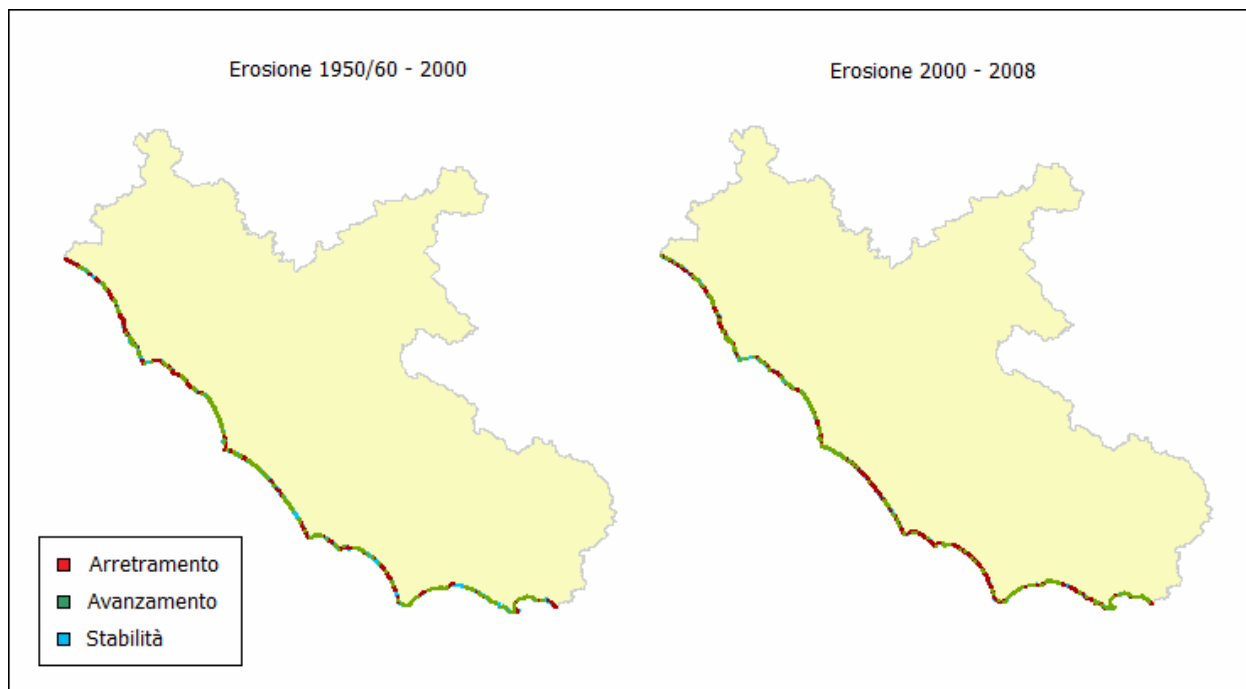 Erosione 1950/60 - 2000
Erosione 2000 - 2008
Arretramento
Avanzamento
Stabilità